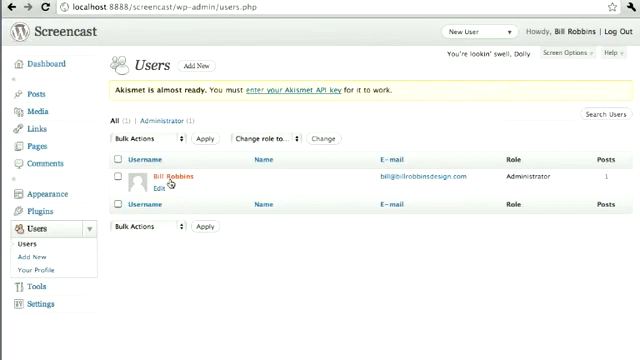 localhost:8888/screencast/wp-admin/users.php
Screencast
New User
Howdy, Bill Robbins | Log Out
You're lookin' swell, Dolly
Screen Options
Help
Dashboard
Posts
Media
Links
Pages
Comments
Appearance
Plugins
Users
Users
Add New
Your Profile
Tools
Settings
Users
Add New
Akismet is almost ready. You must enter your Akismet API key for it to work.
All (1) | Administrator (1)
Search Users
Bulk Actions
Apply
Change role to...
Change
Username Name E-mail Role Posts
Bill Robbins bill@billrobbinsdesign.com Administrator 1
Edit
Username Name E-mail Role Posts
Bulk Actions
Apply